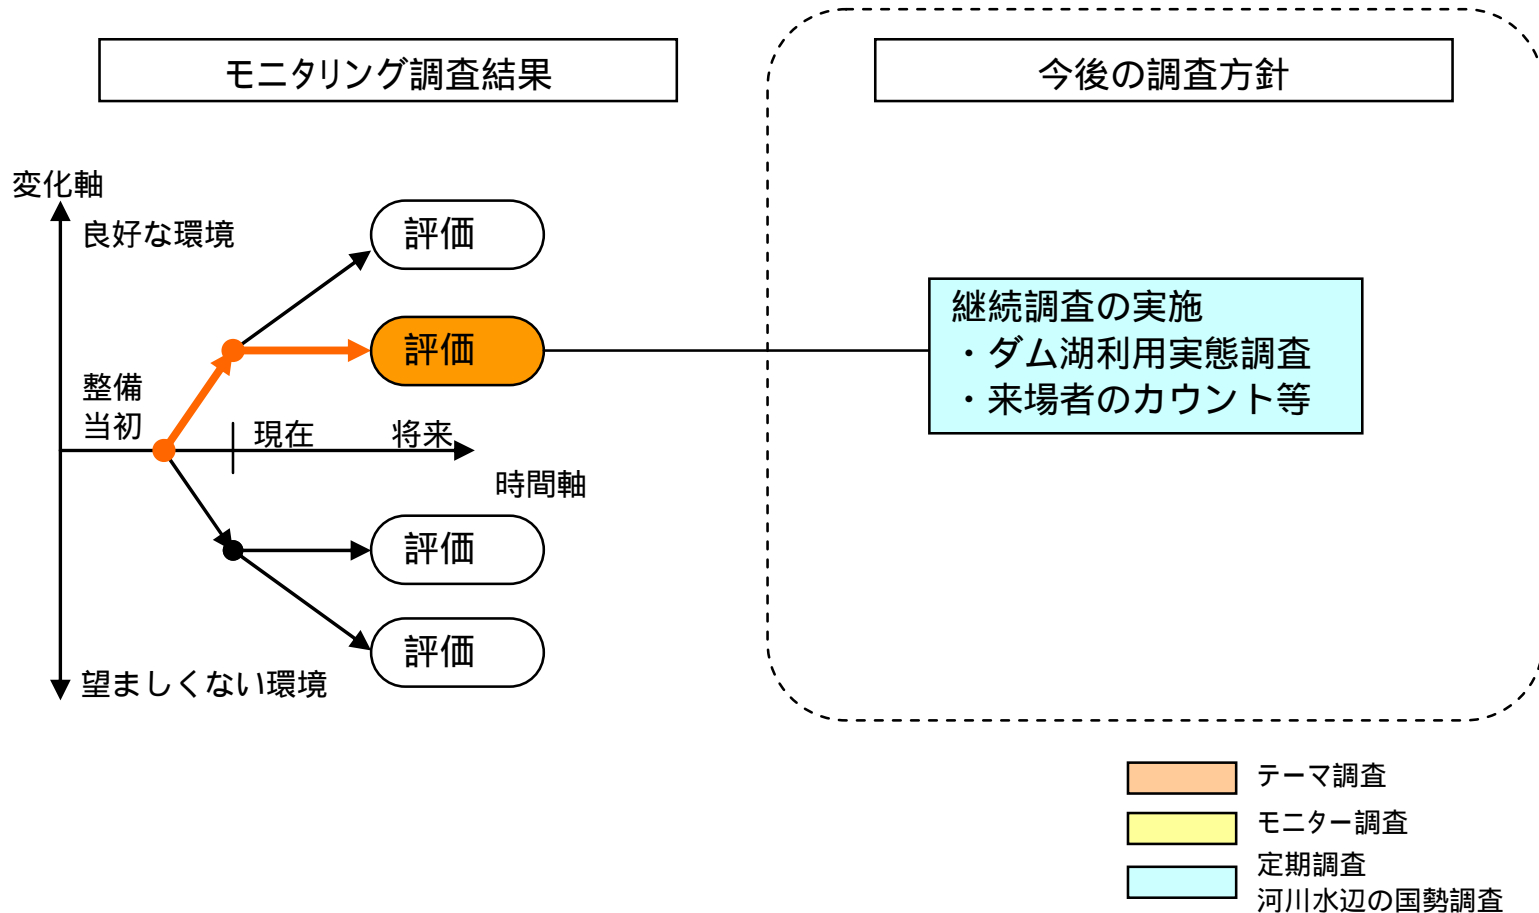 モニタリング調査結果
今後の調査方針
変化軸
良好な環境
評価
評価
整備
当初
現在
将来
時間軸
評価
評価
望ましくない環境
継続調査の実施
・ダム湖利用実態調査
・来場者のカウント等
テーマ調査
モニター調査
定期調査
河川水辺の国勢調査